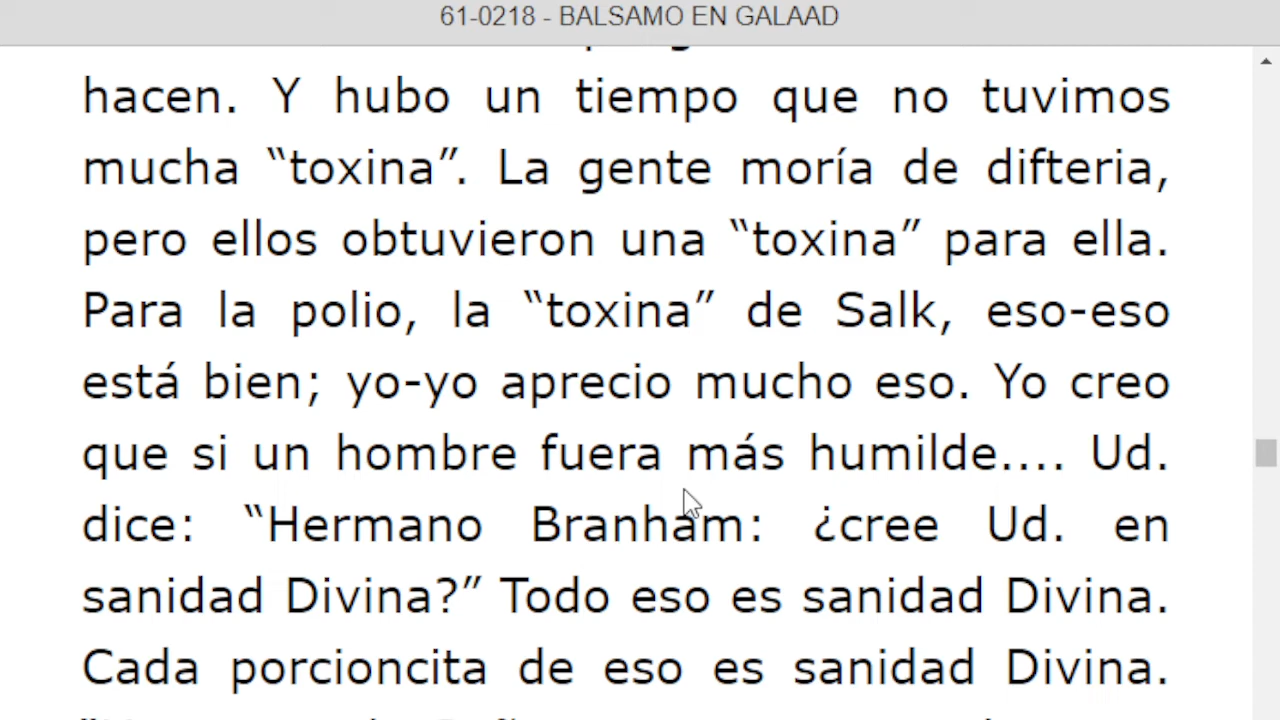 61-0218 - BALSAMO EN GALAAD
hacen. Y hubo un tiempo que no tuvimos
mucha “toxina”. La gente moría de difteria,
pero ellos obtuvieron una “toxina” para ella.
Para la polio, la “toxina” de Salk, eso-eso
está bien; yo-yo aprecio mucho eso. Yo creo
que si un hombre fuera más humilde.... Ud.
dice: “Hermano Branham: ¿cree Ud. en
sanidad Divina?” Todo eso es sanidad Divina.
Cada porcioncita de eso es sanidad Divina.